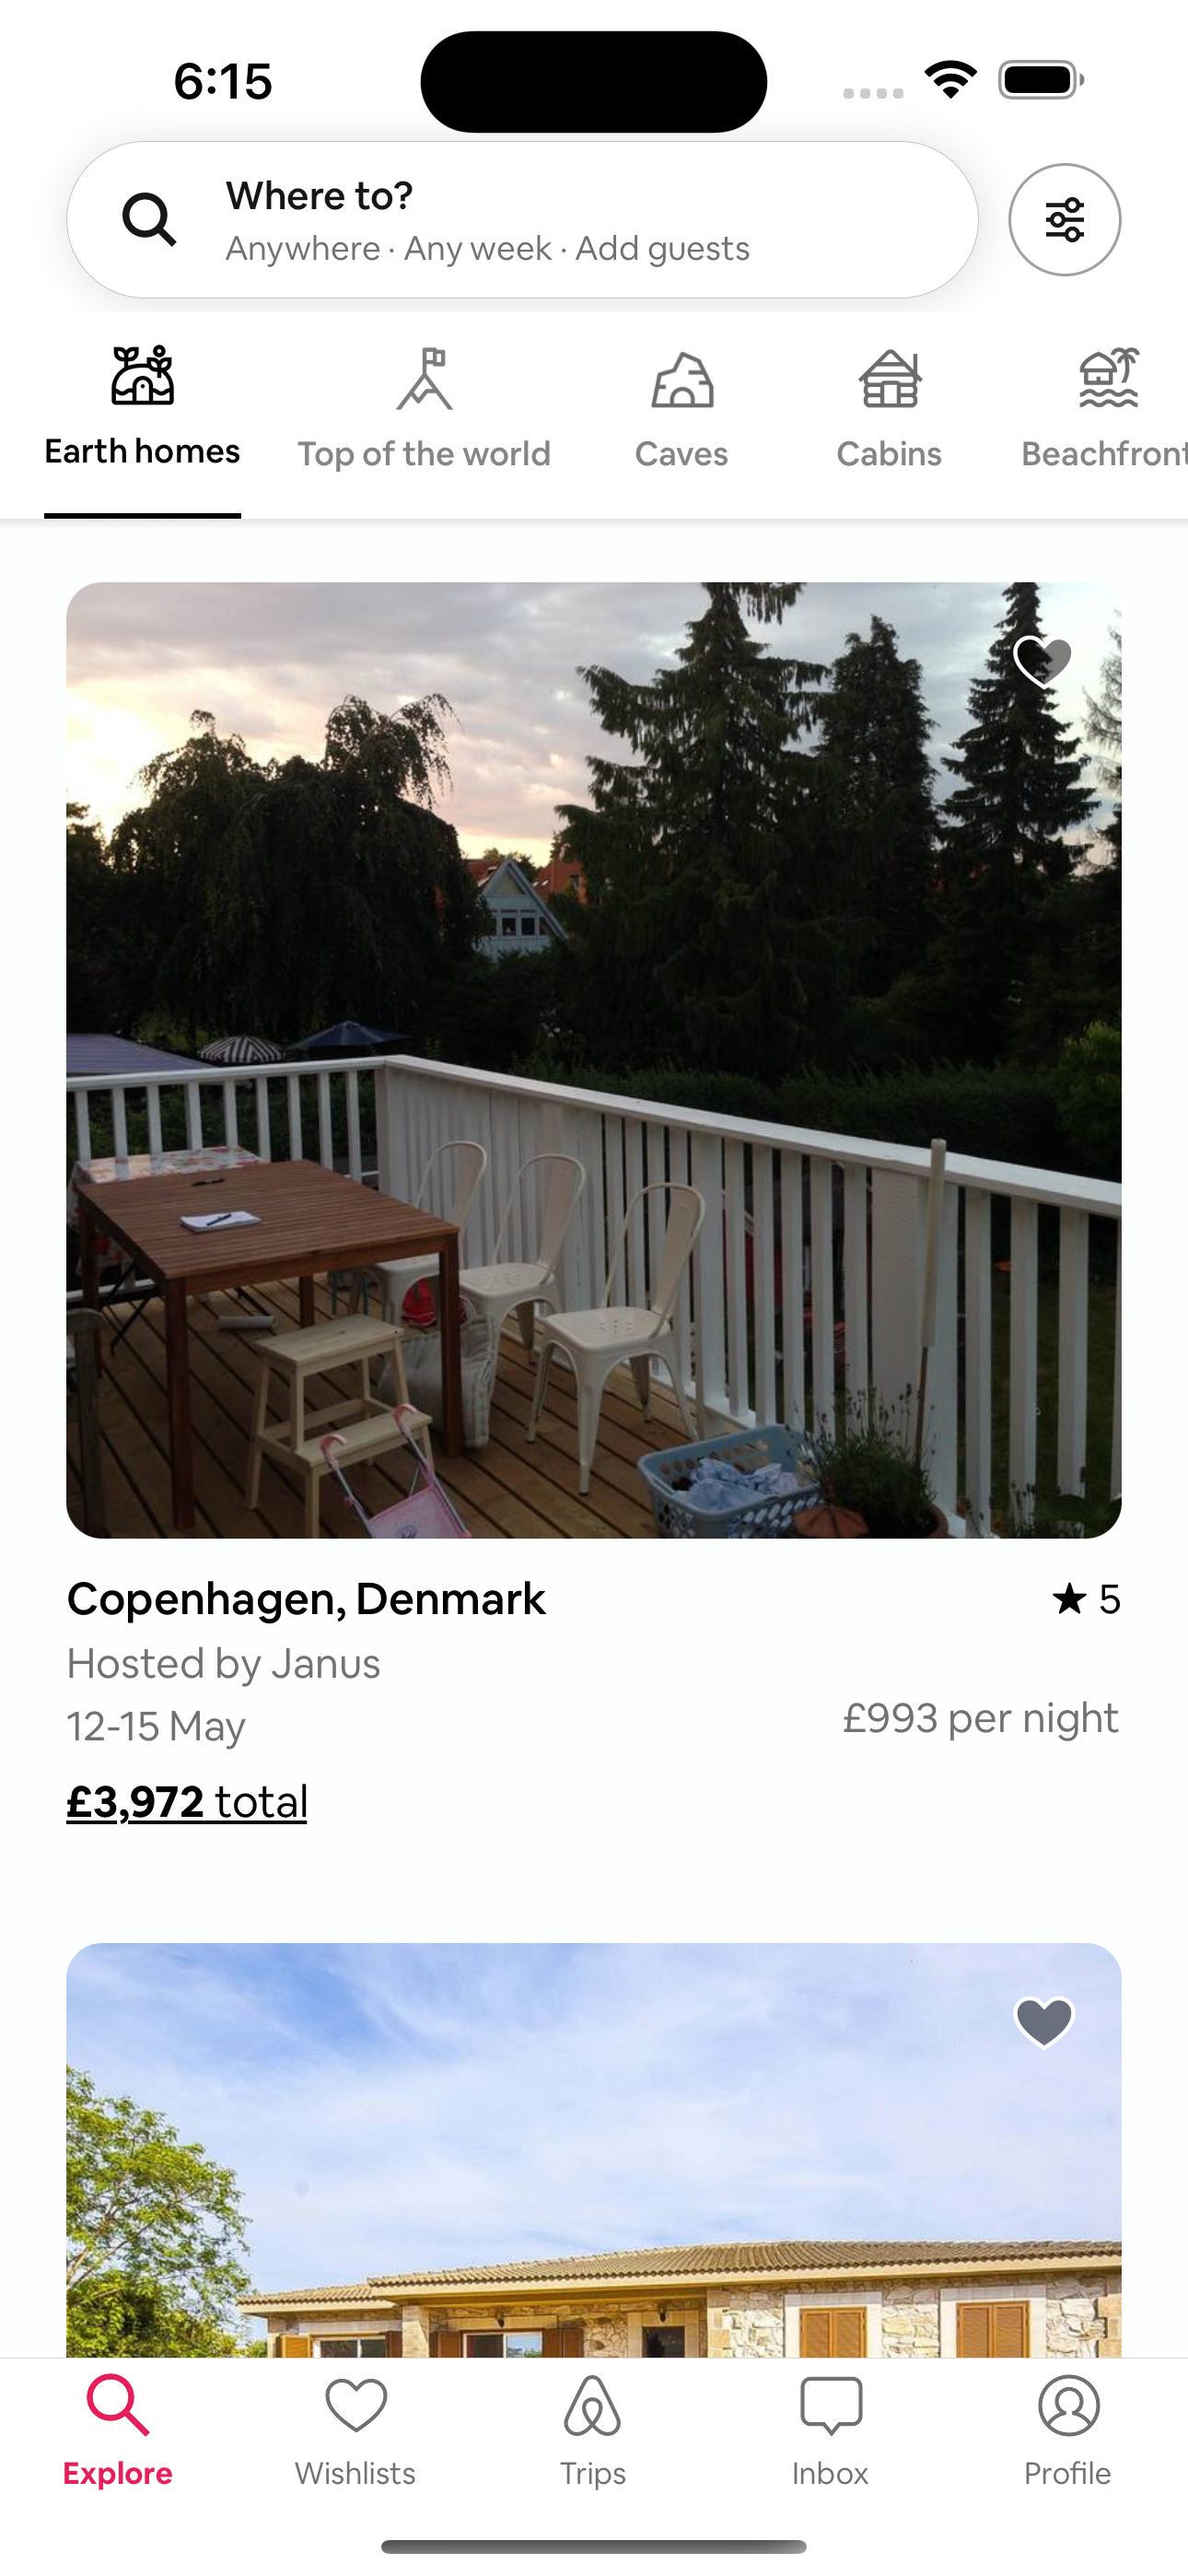 6:15
Where to?
Anywhere · Any week · Add guests
Earth homes
Top of the world
Caves
Cabins
Beachfront
Copenhagen, Denmark
★ 5
Hosted by Janus
12-15 May
£993 per night
£3,972 total
Explore
Wishlists
Trips
Inbox
Profile